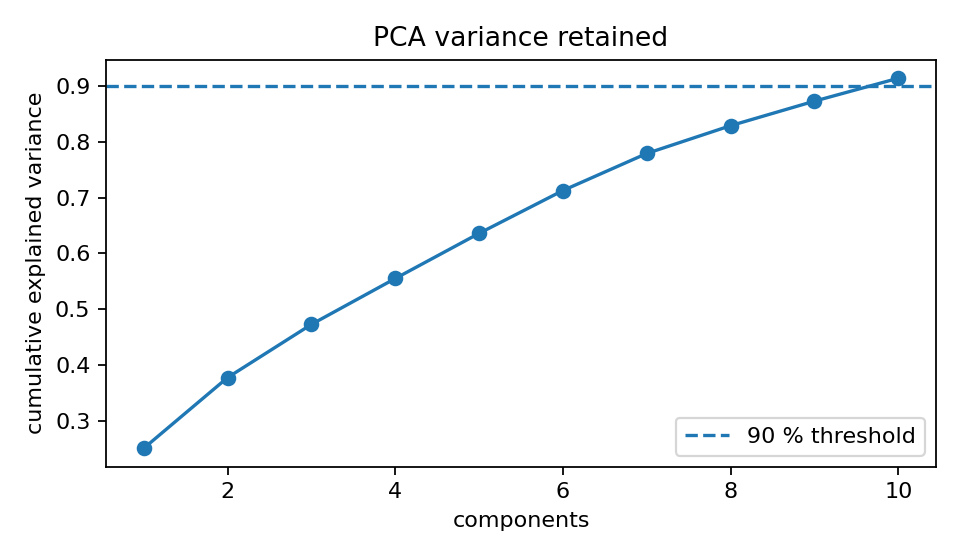 PCA variance retained
cumulative explained variance
0.9
0.8
0.7
0.6
0.5
0.4
0.3
90 % threshold
2 4 6 8 10
components